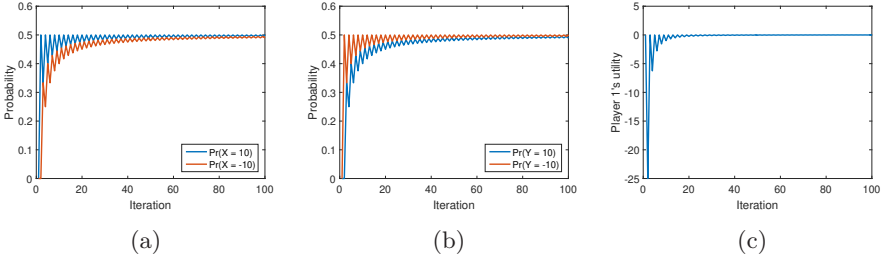 0.6
0.5
0.4
0.3
0.2
0.1
0
Probability
Pr(X = 10)
Pr(X = -10)
0 20 40 60 80 100
Iteration
(a)
0.6
0.5
0.4
0.3
0.2
0.1
0
Probability
Pr(Y = 10)
Pr(Y = -10)
0 20 40 60 80 100
Iteration
(b)
5
0
-5
-10
-15
-20
-25
Player 1's utility
0 20 40 60 80 100
Iteration
(c)